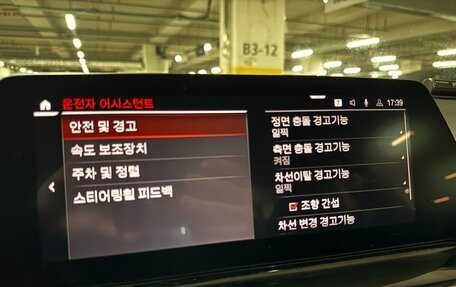 B3-12
운전자 어시스턴트
7
17:39
안전 및 경고
속도 보조장치
주차 및 정렬
스티어링휠 피드백
정면 충돌 경고기능
일찍
측면 충돌 경고기능
켜짐
차선이탈 경고기능
일찍
조향 간섭
차선 변경 경고기능